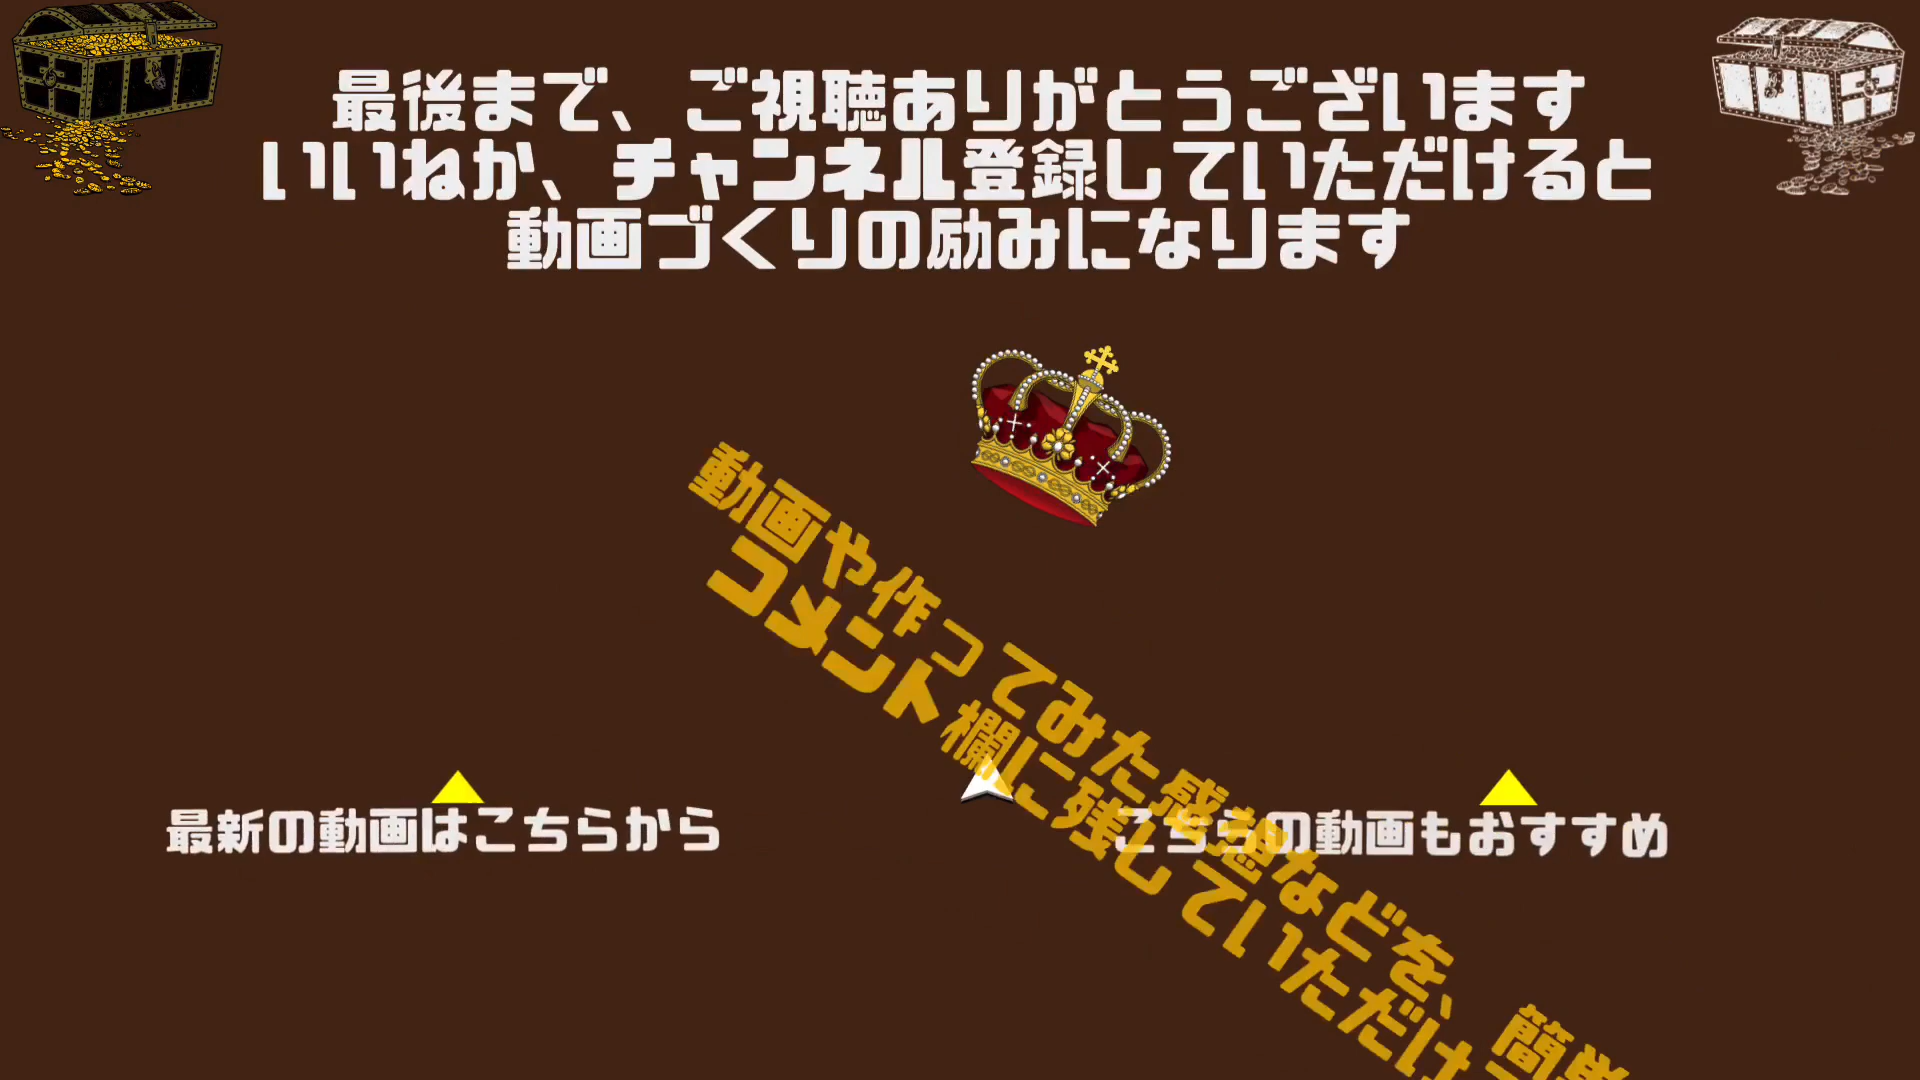 最後まで、ご視聴ありがとうございます
いいねか、チャンネル登録していただけると
動画づくりの励みになります
動画や作ってみた感想などを、簡単
コメント欄に残していただけ
最新の動画はこちらから
こちらの動画もおすすめ